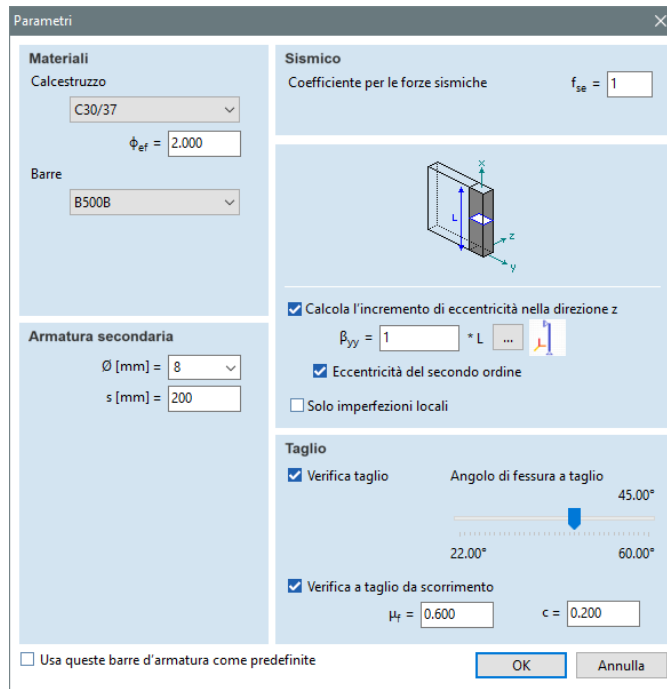 Parametri
Materiali
Calcestruzzo
C30/37
ϕef = 2.000
Barre
B500B
Armatura secondaria
Ø [mm] = 8
s [mm] = 200
Sismico
Coefficiente per le forze sismiche fse = 1
x
L
z
y
Calcola l'incremento di eccentricità nella direzione z
βyy = 1 * L ...
Eccentricità del secondo ordine
Solo imperfezioni locali
Taglio
Verifica taglio Angolo di fessura a taglio
45.00°
22.00° 60.00°
Verifica a taglio da scorrimento
μf = 0.600 c = 0.200
Usa queste barre d'armatura come predefinite
OK Annulla